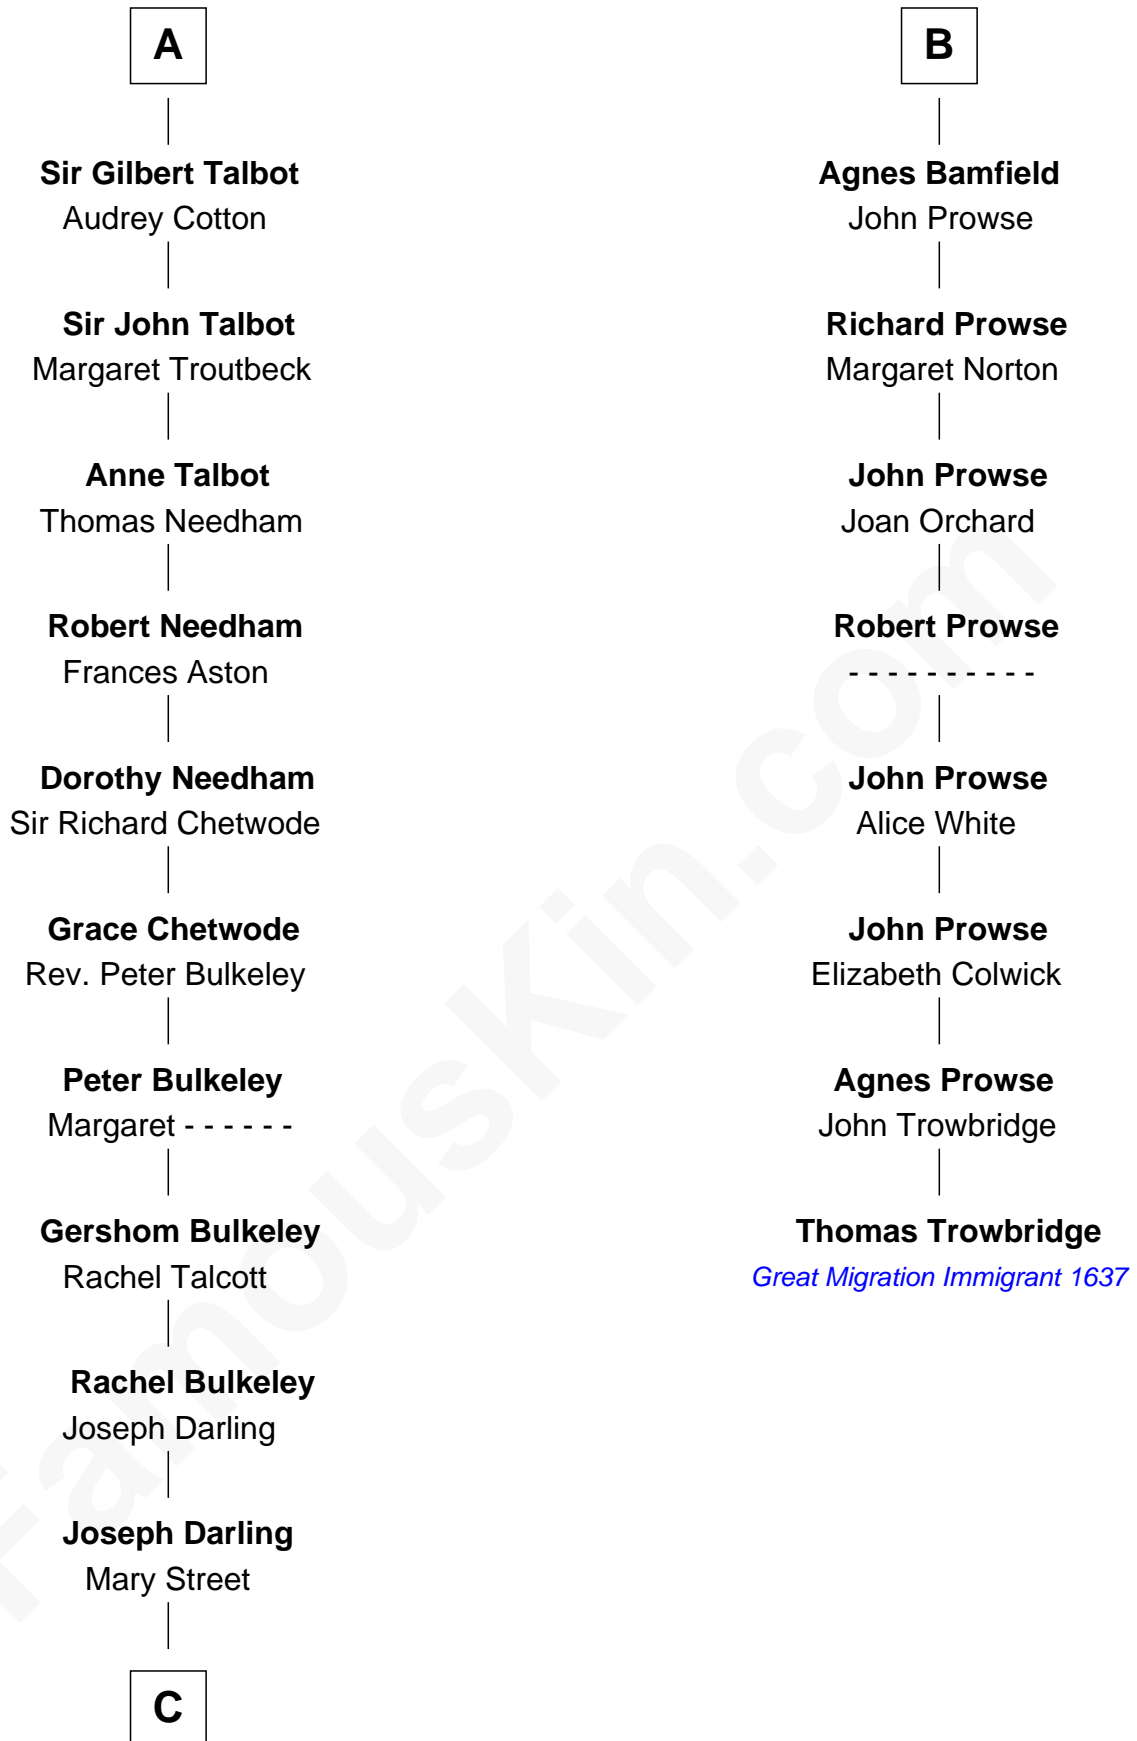 A
Sir Gilbert Talbot
Audrey Cotton
Sir John Talbot
Margaret Troutbeck
Anne Talbot
Thomas Needham
Robert Needham
Frances Aston
Dorothy Needham
Sir Richard Chetwode
Grace Chetwode
Rev. Peter Bulkeley
Peter Bulkeley
Margaret - - - - - -
Gershom Bulkeley
Rachel Talcott
Rachel Bulkeley
Joseph Darling
Joseph Darling
Mary Street
C
B
Agnes Bamfield
John Prowse
Richard Prowse
Margaret Norton
John Prowse
Joan Orchard
Robert Prowse
- - - - - - - - - -
John Prowse
Alice White
John Prowse
Elizabeth Colwick
Agnes Prowse
John Trowbridge
Thomas Trowbridge
Great Migration Immigrant 1637
FamousKin.com